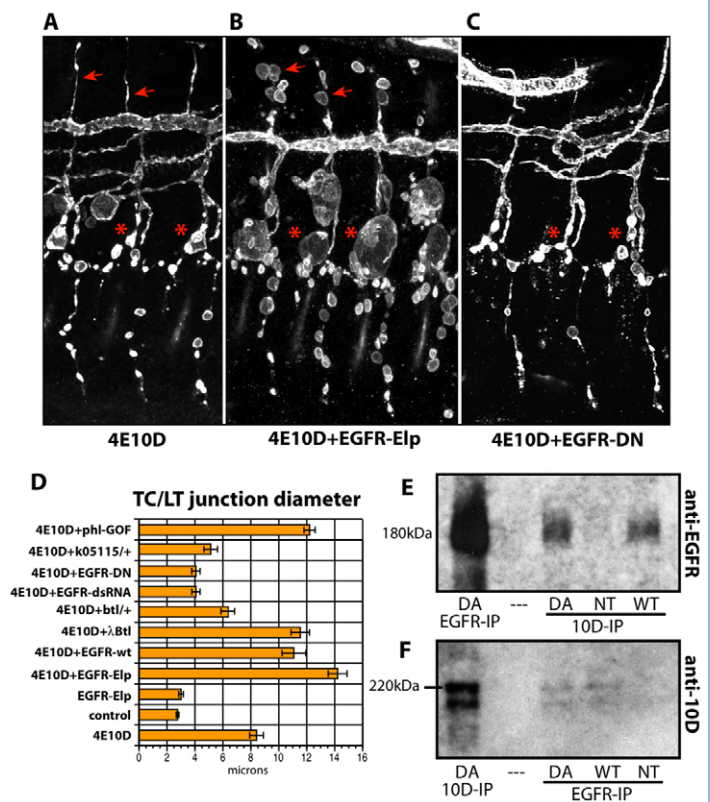 A
B
C
*
*
*
*
*
*
4E10D
4E10D+EGFR-Elp
4E10D+EGFR-DN
D
TC/LT junction diameter
4E10D+phl-GOF
4E10D+k05115/+
4E10D+EGFR-DN
4E10D+EGFR-dsRNA
4E10D+btl/+
4E10D+λBtl
4E10D+EGFR-wt
4E10D+EGFR-Elp
EGFR-Elp
control
4E10D
0 2 4 6 8 10 12 14 16
microns
E
180kDa
anti-EGFR
DA --- DA NT WT
EGFR-IP 10D-IP
F
220kDa
anti-10D
DA --- DA WT NT
10D-IP EGFR-IP